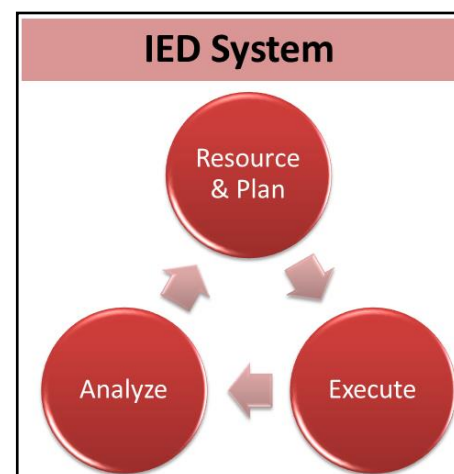 IED System
Resource
& Plan
Analyze
Execute